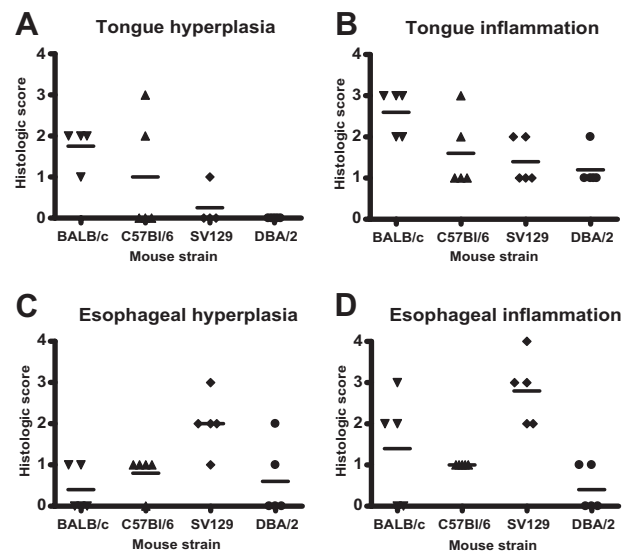 A Tongue hyperplasia
Histologic score
4
3
2
1
0
BALB/c C57Bl/6 SV129 DBA/2
Mouse strain
B Tongue inflammation
Histologic score
4
3
2
1
0
BALB/c C57Bl/6 SV129 DBA/2
Mouse strain
C Esophageal hyperplasia
Histologic score
4
3
2
1
0
BALB/c C57Bl/6 SV129 DBA/2
Mouse strain
D Esophageal inflammation
Histologic score
4
3
2
1
0
BALB/c C57Bl/6 SV129 DBA/2
Mouse strain